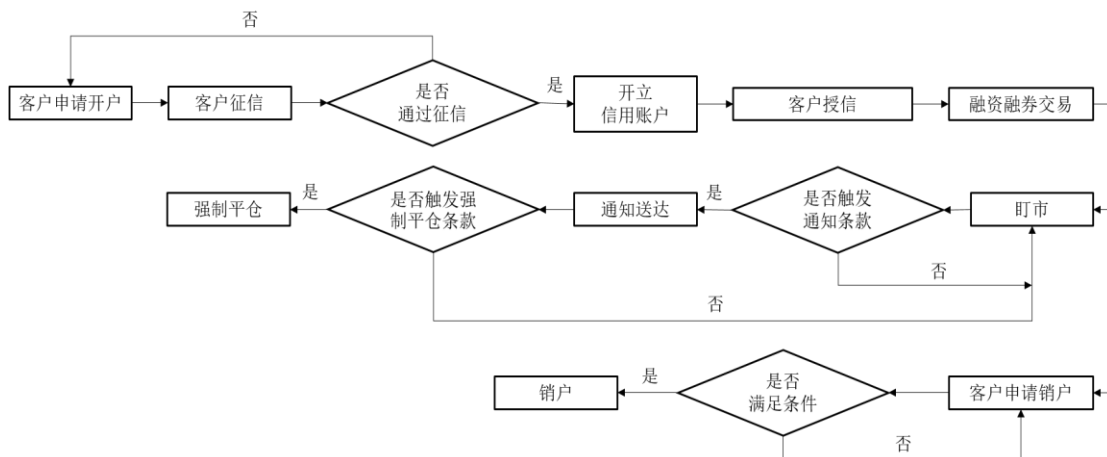 否
客户申请开户
客户征信
是否
通过征信
是
开立
信用账户
客户授信
融资融券交易
强制平仓
是
是否触发强
制平仓条款
通知送达
是
是否触发
通知条款
盯市
否
否
销户
是
是否
满足条件
客户申请销户
否